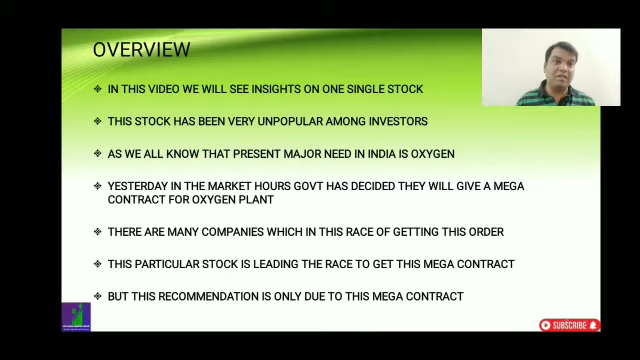 OVERVIEW
IN THIS VIDEO WE WILL SEE INSIGHTS ON ONE SINGLE STOCK
THIS STOCK HAS BEEN VERY UNPOPULAR AMONG INVESTORS
AS WE ALL KNOW THAT PRESENT MAJOR NEED IN INDIA IS OXYGEN
YESTERDAY IN THE MARKET HOURS GOVT HAS DECIDED THEY WILL GIVE A MEGA
CONTRACT FOR OXYGEN PLANT
THERE ARE MANY COMPANIES WHICH IN THIS RACE OF GETTING THIS ORDER
THIS PARTICULAR STOCK IS LEADING THE RACE TO GET THIS MEGA CONTRACT
BUT THIS RECOMMENDATION IS ONLY DUE TO THIS MEGA CONTRACT
SUBSCRIBE